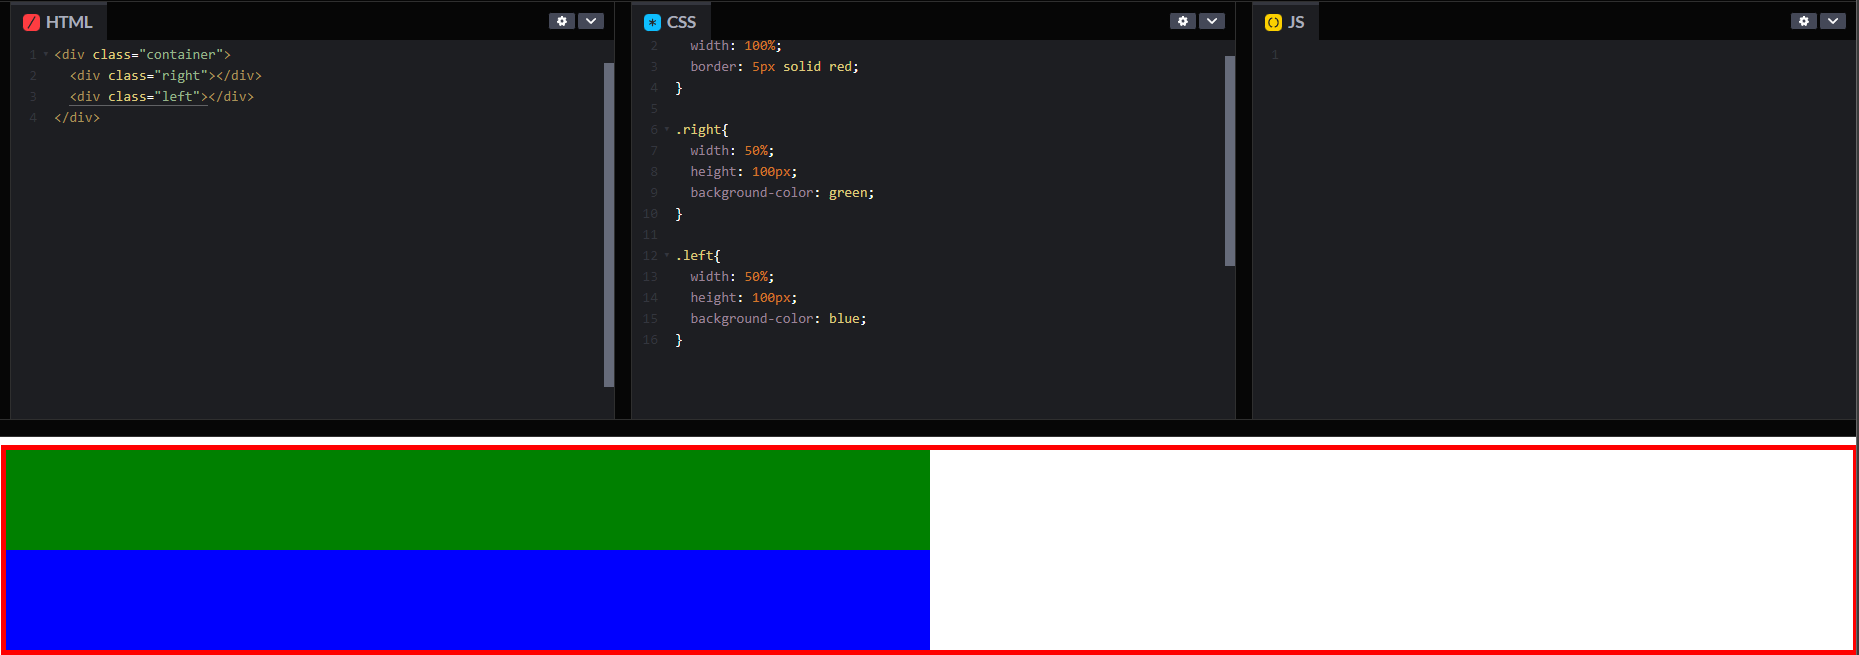 HTML
1 <div class="container">
2 <div class="right"></div>
3 <div class="left"></div>
4 </div>
CSS
2 width: 100%;
3 border: 5px solid red;
4 }
5
6 .right{
7 width: 50%;
8 height: 100px;
9 background-color: green;
10 }
11
12 .left{
13 width: 50%;
14 height: 100px;
15 background-color: blue;
16 }
JS
1